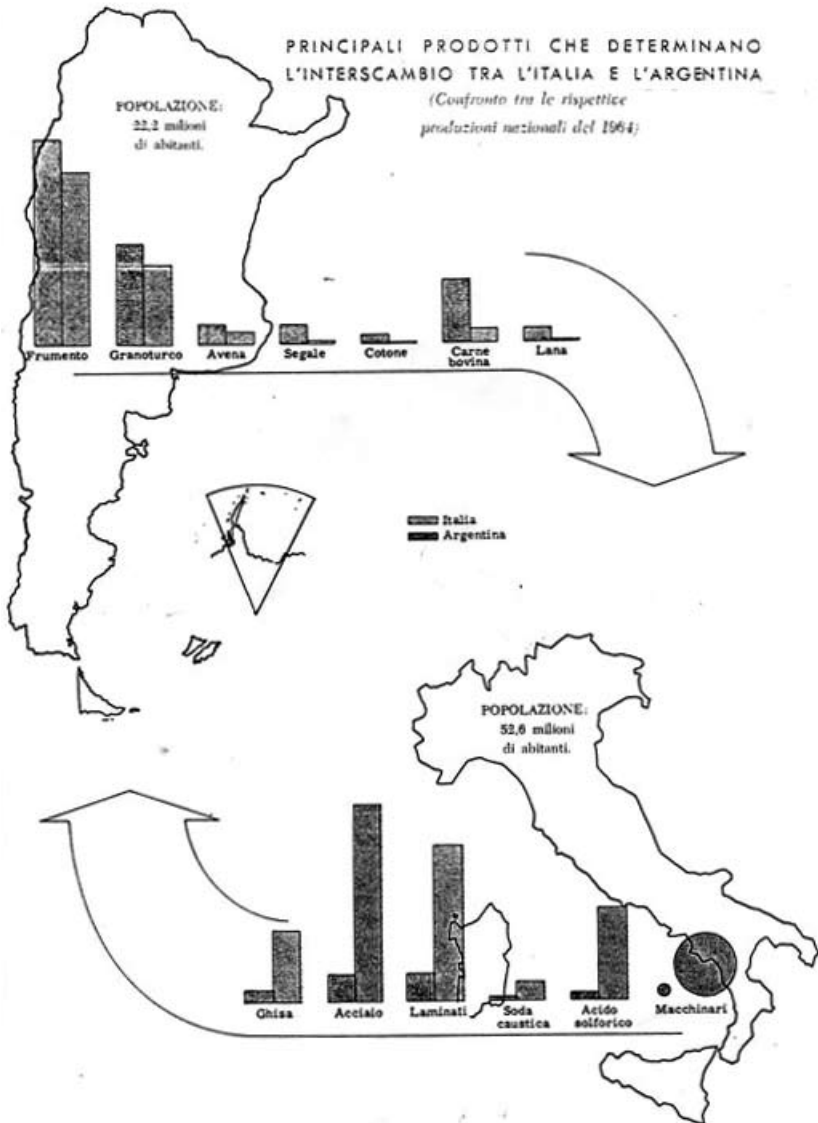 PRINCIPALI PRODOTTI CHE DETERMINANO
L'INTERSCAMBIO TRA L'ITALIA E L'ARGENTINA
(Confronto tra le rispettice
produzioni nazionali del 1964)
POPOLAZIONE:
22,2 milioni
di abitanti.
Frumento
Granoturco
Avena
Segale
Cotone
Carne
bovina
Lana
Italia
Argentina
POPOLAZIONE:
52,6 milioni
di abitanti.
Ghisa
Acciaio
Laminati
Soda
caustica
Acido
solforico
Macchinari